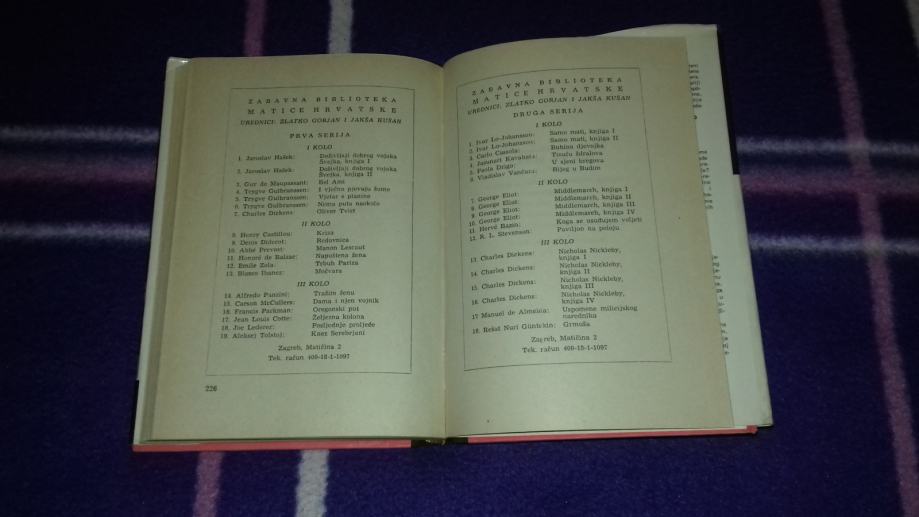 ZABAVNA BIBLIOTEKA
MATICE HRVATSKE
UREDNICI: ZLATKO GORJAN I JAKŠA KUŠAN
PRVA SERIJA
I KOLO
1. Jaroslav Hašek: Doživljaji dobrog vojaka
Švejka, knjiga I
2. Jaroslav Hašek: Doživljaji dobrog vojaka
Švejka, knjiga II
3. Guy de Maupassant: Bel Ami
4. Trygve Gulbranssen: I vječno pjevaju šume
5. Trygve Gulbranssen: Vjetar s planina
6. Trygve Gulbranssen: Nema puta naokolo
7. Charles Dickens: Oliver Tvist
II KOLO
8. Henry Castillou: Kriza
9. Denis Diderot: Redovnica
10. Abbé Prevost: Manon Lescaut
11. Honoré de Balzac: Napuštena žena
12. Emile Zola: Trbuh Pariza
13. Blasco Ibanez: Močvara
III KOLO
14. Alfredo Panzini: Tražim ženu
15. Carson McCullers: Dama i njen vojnik
16. Francis Parkman: Oregonski put
17. Jean Louis Cotte: Željezna kolona
18. Joe Lederer: Posljednje proljeće
19. Aleksej Tolstoj: Knez Serebrjani
Zagreb, Matičina 2
Tek. račun 400-15-1-1097
226
ZABAVNA BIBLIOTEKA
MATICE HRVATSKE
UREDNICI: ZLATKO GORJAN I JAKŠA KUŠAN
DRUGA SERIJA
I KOLO
1. Ivar Lo-Johansson: Samo mati, knjiga I
2. Ivar Lo-Johansson: Samo mati, knjiga II
3. Carlo Cassola: Bubina djevojka
4. Jasunari Kavabata: Tisuću ždralova
5. Paola Drigo: U sjeni bregova
6. Vladislav Vančura: Bijeg u Budim
II KOLO
7. George Eliot: Middlemarch, knjiga I
8. George Eliot: Middlemarch, knjiga II
9. George Eliot: Middlemarch, knjiga III
10. George Eliot: Middlemarch, knjiga IV
11. Hervé Bazin: Koga se usuđujem voljeti
12. R. L. Stevenson: Paviljon na poloju
III KOLO
13. Charles Dickens: Nicholas Nickleby,
knjiga I
14. Charles Dickens: Nicholas Nickleby,
knjiga II
15. Charles Dickens: Nicholas Nickleby,
knjiga III
16. Charles Dickens: Nicholas Nickleby,
knjiga IV
17 Manuel de Almeida: Uspomene milicijskog
narednika
18. Rešat Nuri Güntekin: Grmuša
Zagreb, Matičina 2
Tek. račun 400-15-1-1097